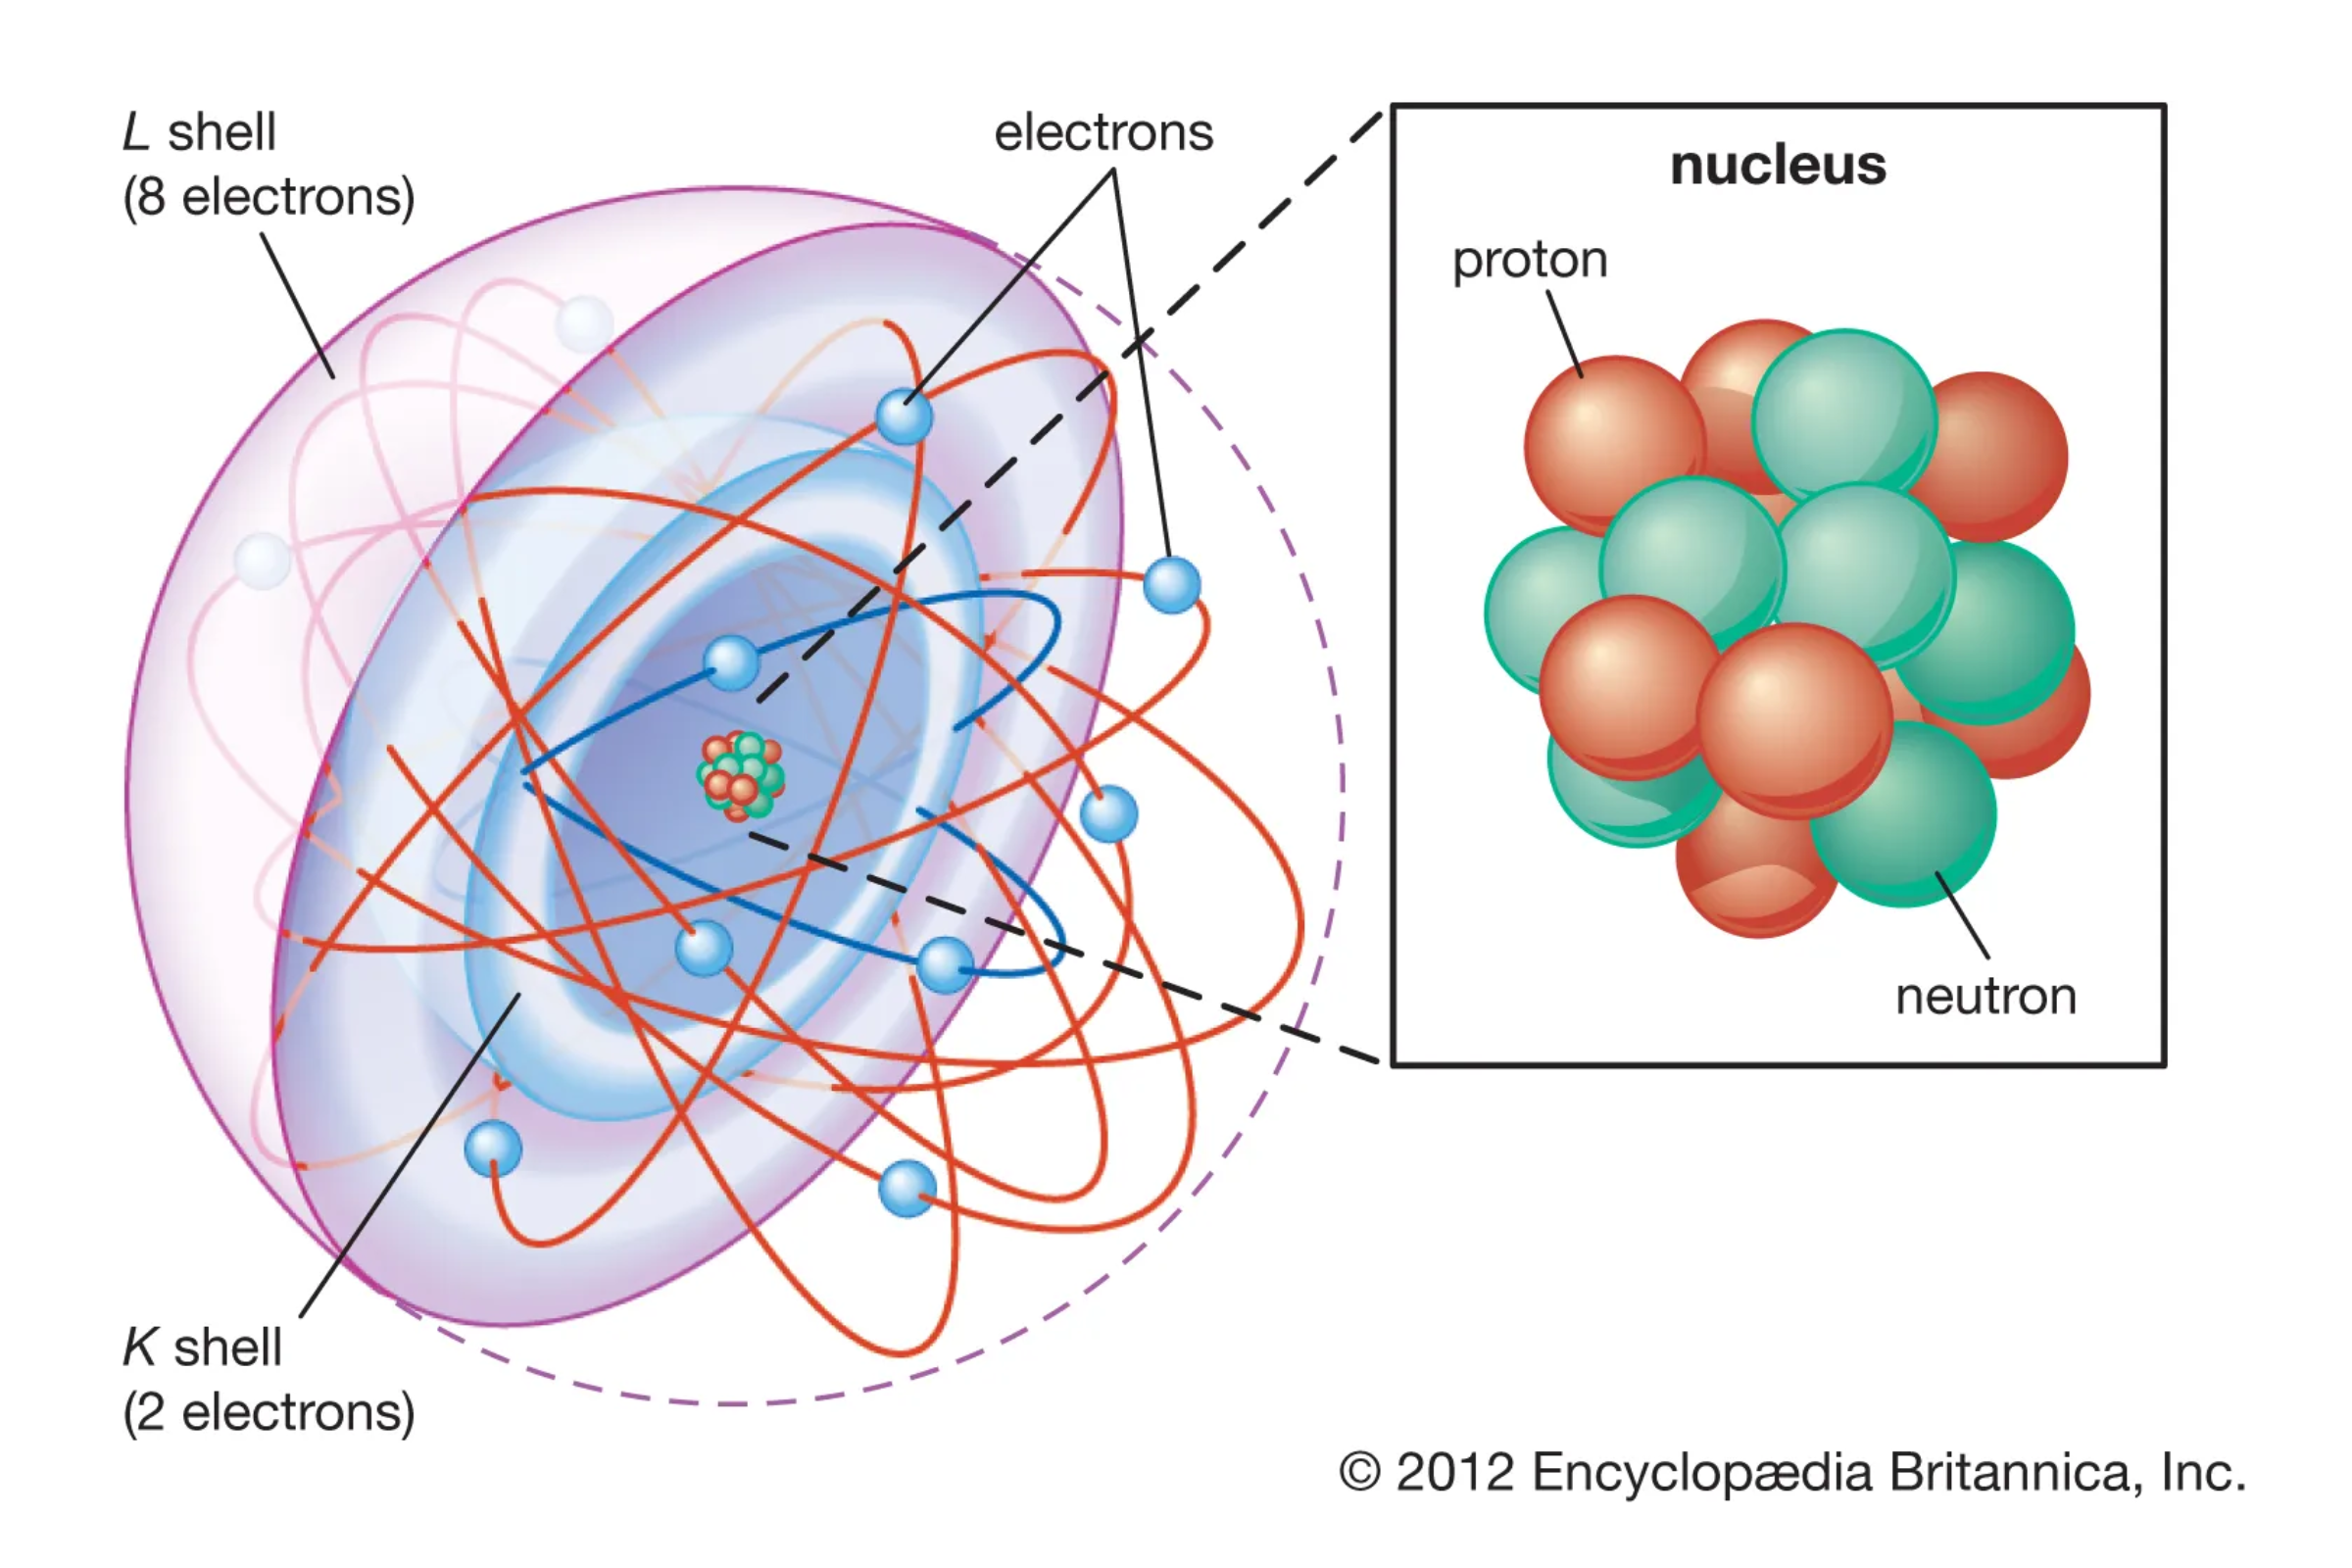 L shell
(8 electrons)
electrons
nucleus
proton
neutron
K shell
(2 electrons)
© 2012 Encyclopædia Britannica, Inc.